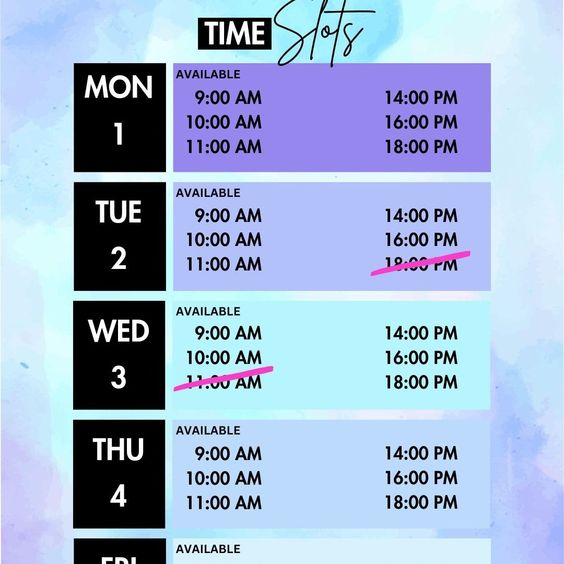 TIME Slots
MON
1
AVAILABLE
9:00 AM 14:00 PM
10:00 AM 16:00 PM
11:00 AM 18:00 PM
TUE
2
AVAILABLE
9:00 AM 14:00 PM
10:00 AM 16:00 PM
11:00 AM 18:00 PM
WED
3
AVAILABLE
9:00 AM 14:00 PM
10:00 AM 16:00 PM
11:00 AM 18:00 PM
THU
4
AVAILABLE
9:00 AM 14:00 PM
10:00 AM 16:00 PM
11:00 AM 18:00 PM
FRI
AVAILABLE